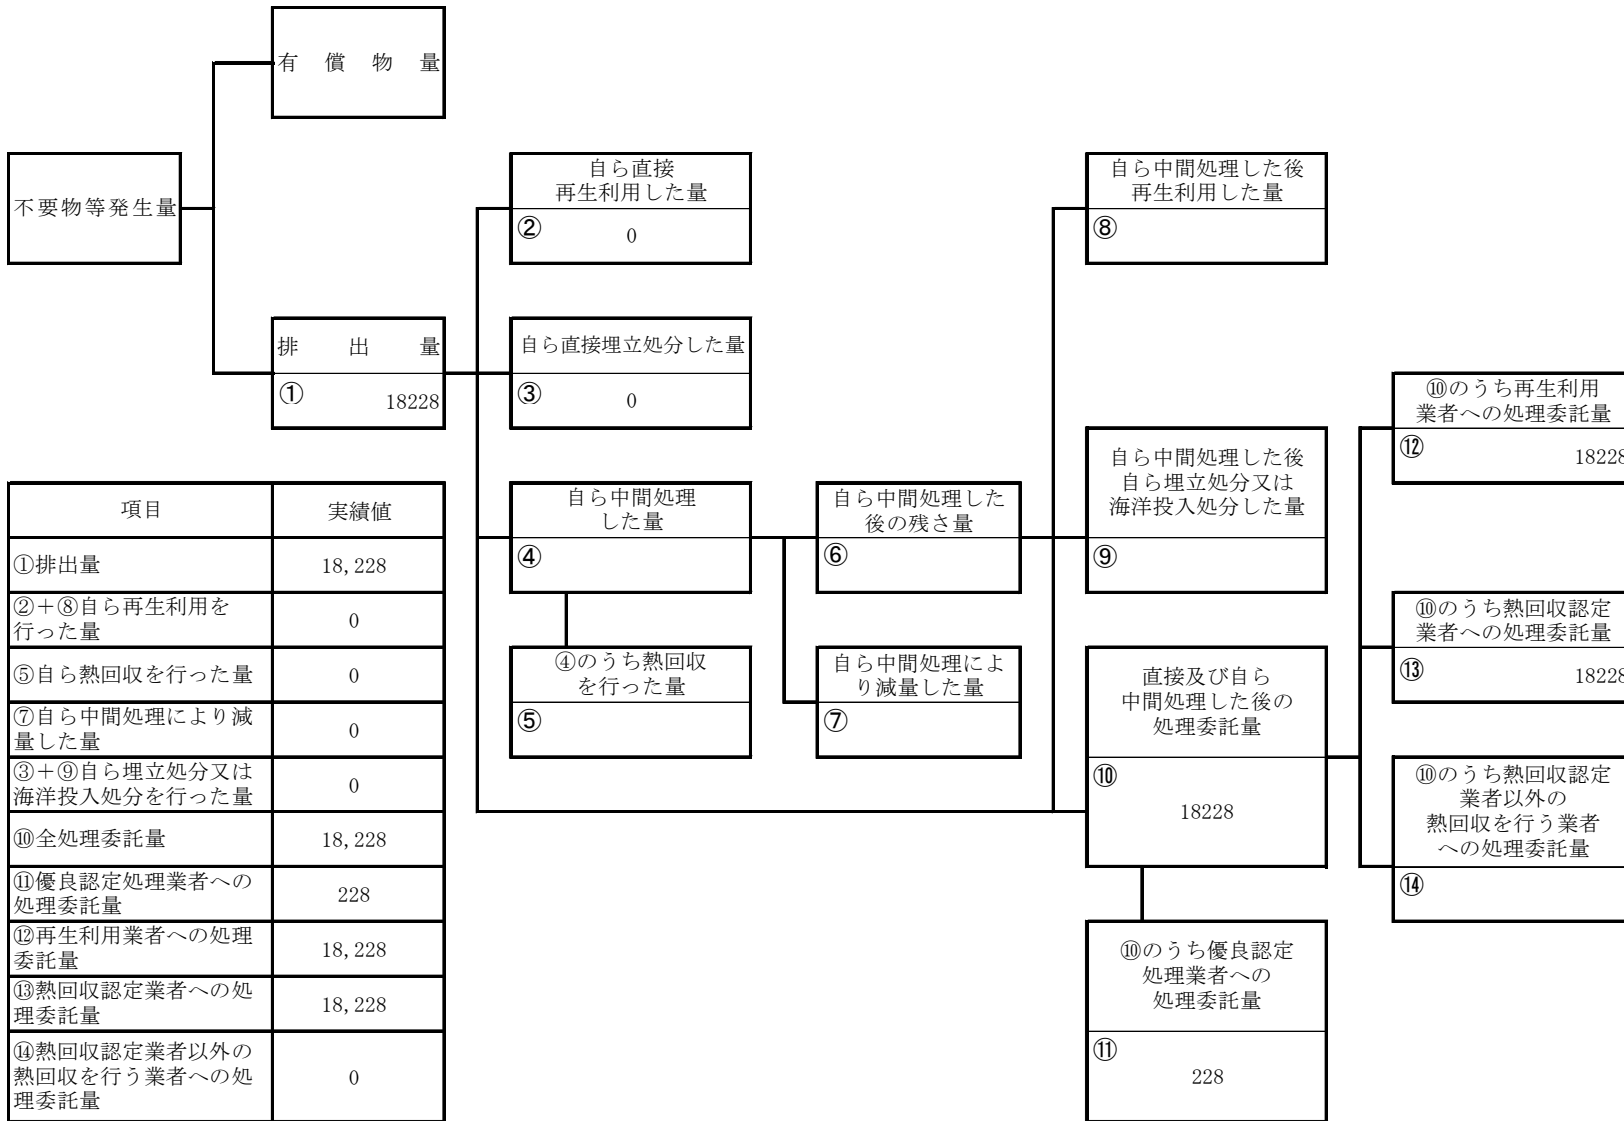 有償物量
不要物等発生量
自ら直接
再生利用した量
②
0
自ら中間処理した後
再生利用した量
⑧
排出量
①
18228
自ら直接埋立処分した量
③
0
⑩のうち再生利用
業者への処理委託量
⑫
18228
自ら中間処理した後
自ら埋立処分又は
海洋投入処分した量
⑨
自ら中間処理
した量
④
自ら中間処理した
後の残さ量
⑥
⑩のうち熱回収認定
業者への処理委託量
⑬
18228
④のうち熱回収
を行った量
⑤
自ら中間処理によ
り減量した量
⑦
直接及び自ら
中間処理した後の
処理委託量
⑩
18228
⑩のうち熱回収認定
業者以外の
熱回収を行う業者
への処理委託量
⑭
⑩のうち優良認定
処理業者への
処理委託量
⑪
228
項目 実績値
①排出量 18,228
②+⑧自ら再生利用を
行った量 0
⑤自ら熱回収を行った量 0
⑦自ら中間処理により減
量した量 0
③+⑨自ら埋立処分又は
海洋投入処分を行った量 0
⑩全処理委託量 18,228
⑪優良認定処理業者への
処理委託量 228
⑫再生利用業者への処理
委託量 18,228
⑬熱回収認定業者への処
理委託量 18,228
⑭熱回収認定業者以外の
熱回収を行う業者への処
理委託量 0